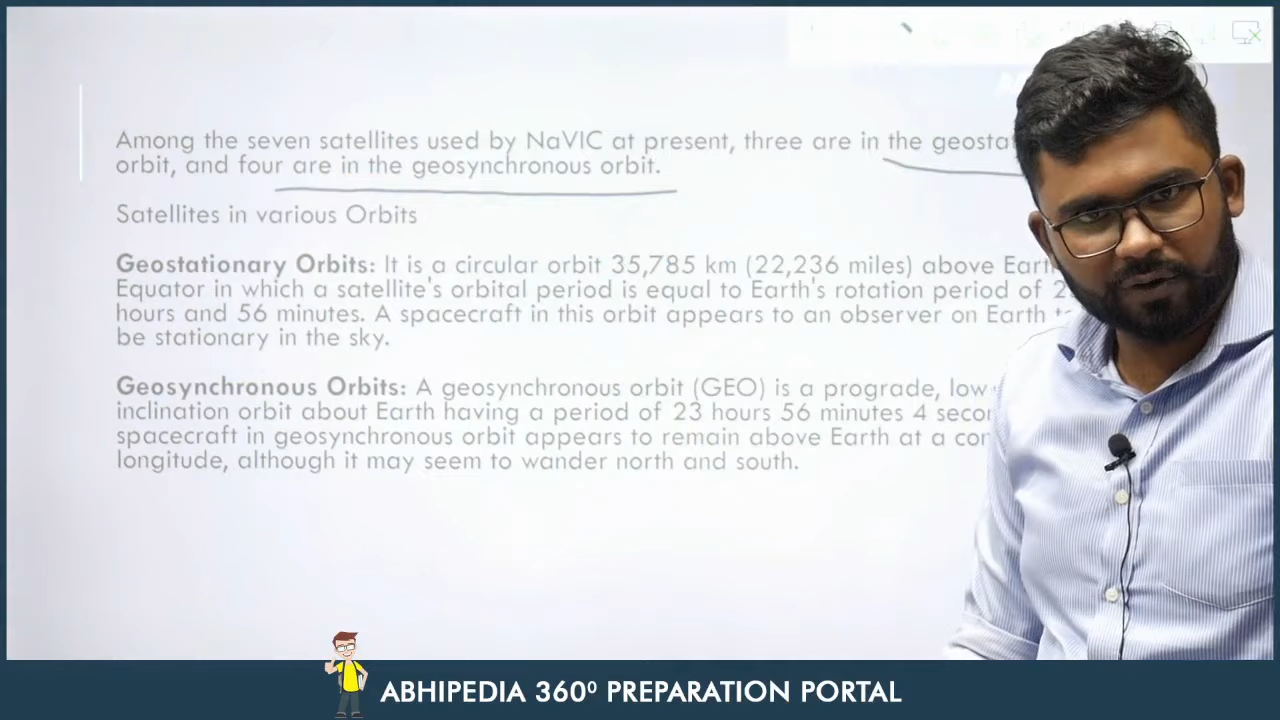 Among the seven satellites used by NaVIC at present, three are in the
orbit, and four are in the geosynchronous orbit.
Satellites in various Orbits
Geostationary Orbits: It is a circular orbit 35,785 km (22,236 miles) above
Equator in which a satellite's orbital period is equal to Earth's rotation period of
hours and 56 minutes. A spacecraft in this orbit appears to an observer on Earth
be stationary in the sky.
Geosynchronous Orbits: A geosynchronous orbit (GEO) is a prograde, low
inclination orbit about Earth having a period of 23 hours 56 minutes 4
spacecraft in geosynchronous orbit appears to remain above Earth at a
longitude, although it may seem to wander north and south.
ABHIPEDIA 360⁰ PREPARATION PORTAL